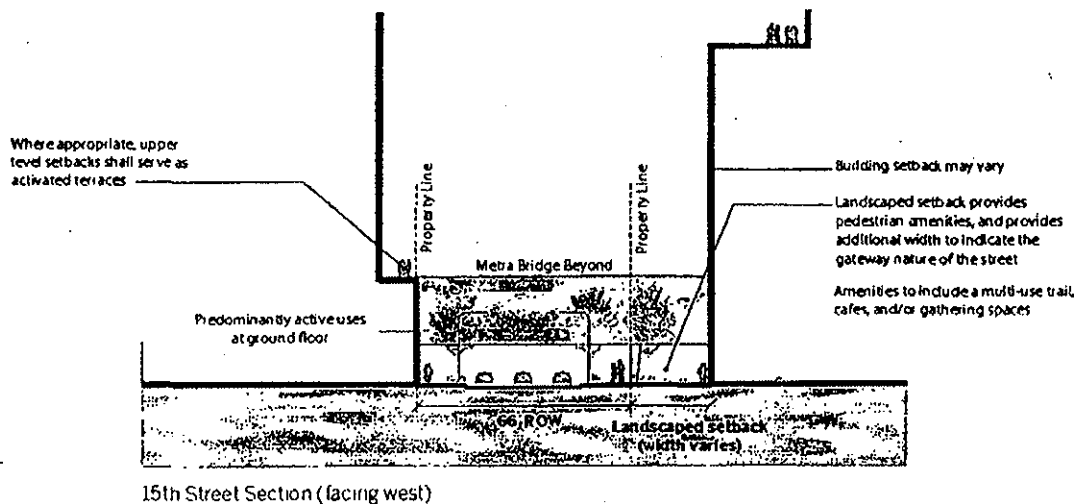 Where appropriate, upper
level setbacks shall serve as
activated terraces
Property Line
Property Line
Building setback may vary
Landscaped setback provides
pedestrian amenities, and provides
additional width to indicate the
gateway nature of the street
Amenities to include a multi-use trail,
cafes, and/or gathering spaces
Metra Bridge Beyond
Predominantly active uses
at ground floor
66' ROW
Landscaped setback
(width varies)
15th Street Section (facing west)